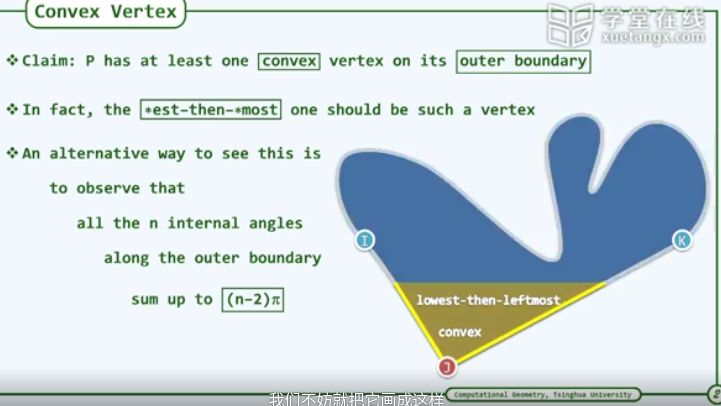 Convex Vertex
学堂在线
xuetangx.com
❖Claim: P has at least one convex vertex on its outer boundary
❖In fact, the *est-then-*most one should be such a vertex
❖An alternative way to see this is
to observe that
all the n internal angles
along the outer boundary
sum up to (n-2)π
I
K
lowest-then-leftmost
convex
J
我们不妨就把它画成这样
Computational Geometry, Tsinghua University
2